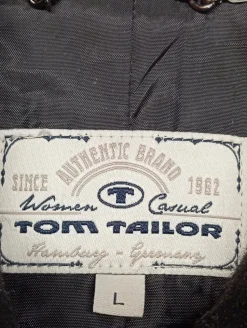 AUTHENTIC BRAND
SINCE 1962
T
Women Casual
TOM TAILOR
Hamburg - Germany
L